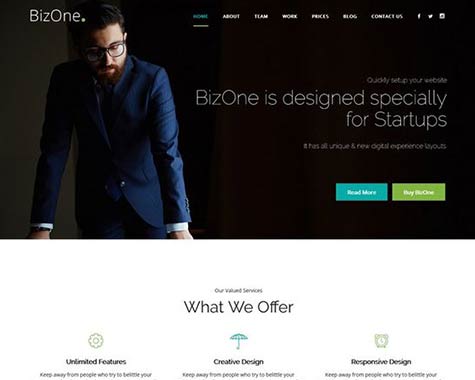 BizOne.
HOME ABOUT TEAM WORK PRICES BLOG CONTACT US
Quickly setup your website
BizOne is designed specially
for Startups
It has all unique & new digital experience layouts
Read More
Buy BizOne
Our Valued Services
What We Offer
Unlimited Features
Creative Design
Responsive Design
Keep away from people who try to belittle your
Keep away from people who try to belittle your
Keep away from people who try to belittle your